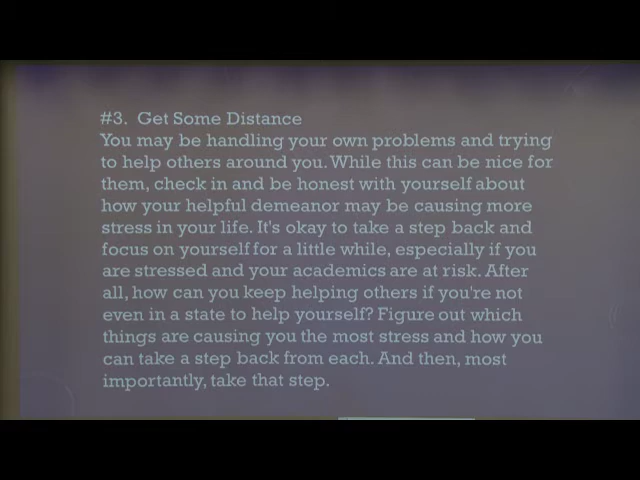 #3. Get Some Distance
You may be handling your own problems and trying
to help others around you. While this can be nice for
them, check in and be honest with yourself about
how your helpful demeanor may be causing more
stress in your life. It's okay to take a step back and
focus on yourself for a little while, especially if you
are stressed and your academics are at risk. After
all, how can you keep helping others if you're not
even in a state to help yourself? Figure out which
things are causing you the most stress and how you
can take a step back from each. And then, most
importantly, take that step.